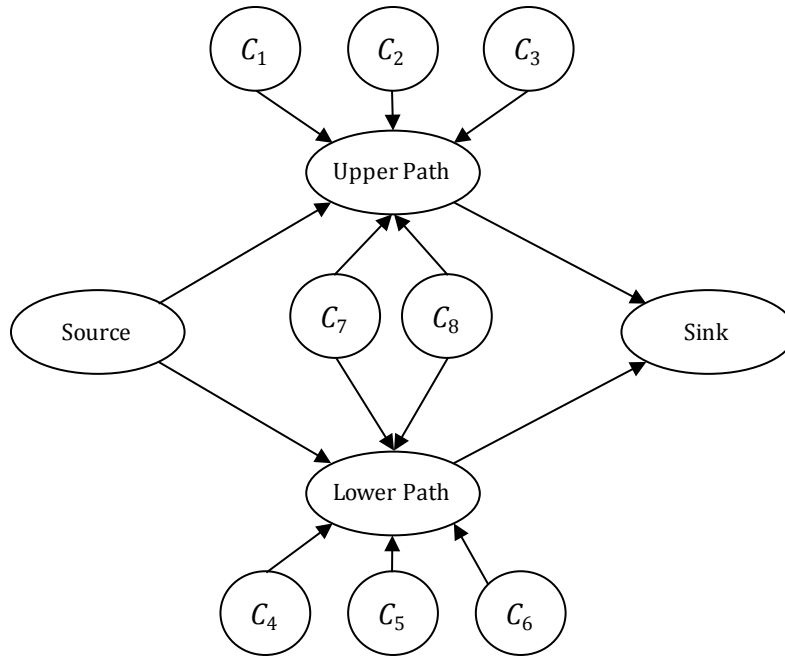 C₁ C₂ C₃
Upper Path
C₇ C₈
Source Sink
Lower Path
C₄ C₅ C₆